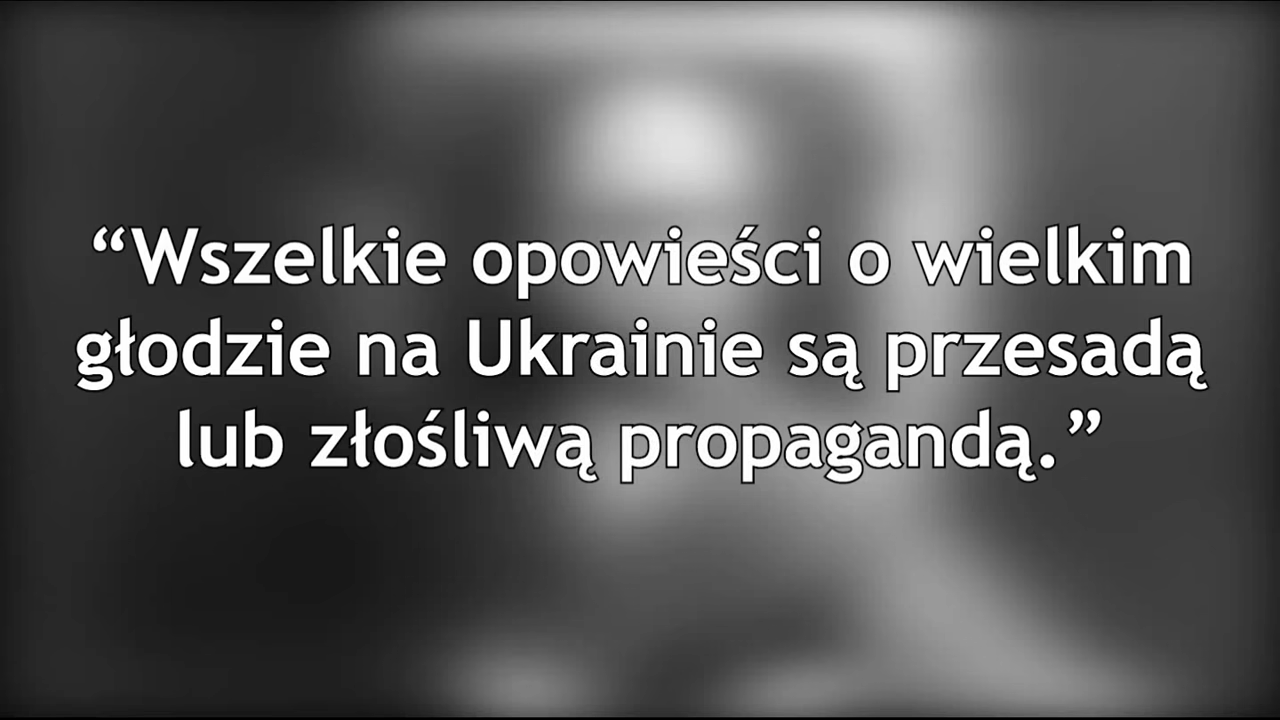 “Wszelkie opowieści o wielkim
głodzie na Ukrainie są przesadą
lub złośliwą propagandą.”